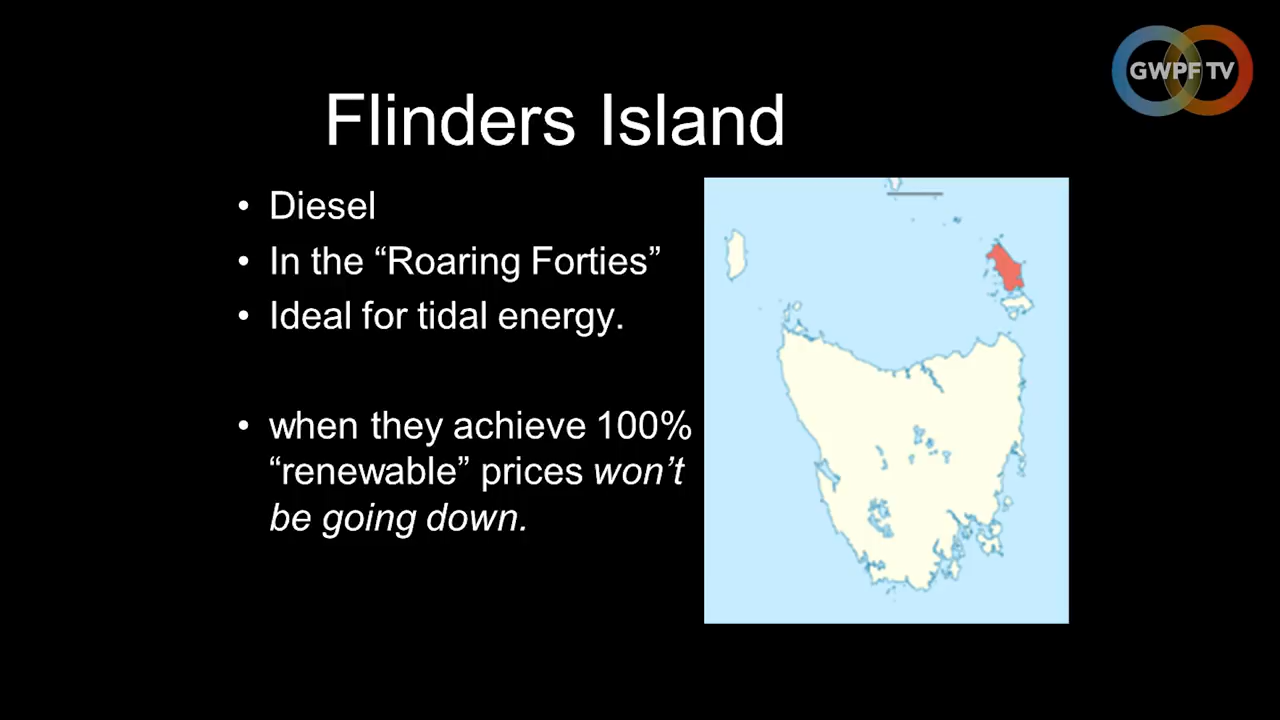 GWPF TV
Flinders Island
• Diesel
• In the “Roaring Forties”
• Ideal for tidal energy.
• when they achieve 100%
“renewable” prices won’t
be going down.